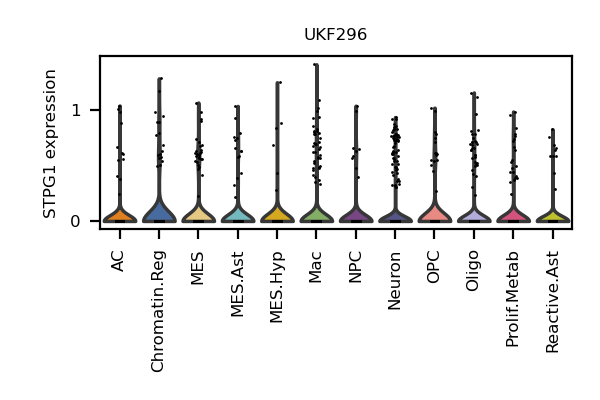 UKF296
STPG1 expression
1
0
AC
Chromatin.Reg
MES
MES.Ast
MES.Hyp
Mac
NPC
Neuron
OPC
Oligo
Prolif.Metab
Reactive.Ast